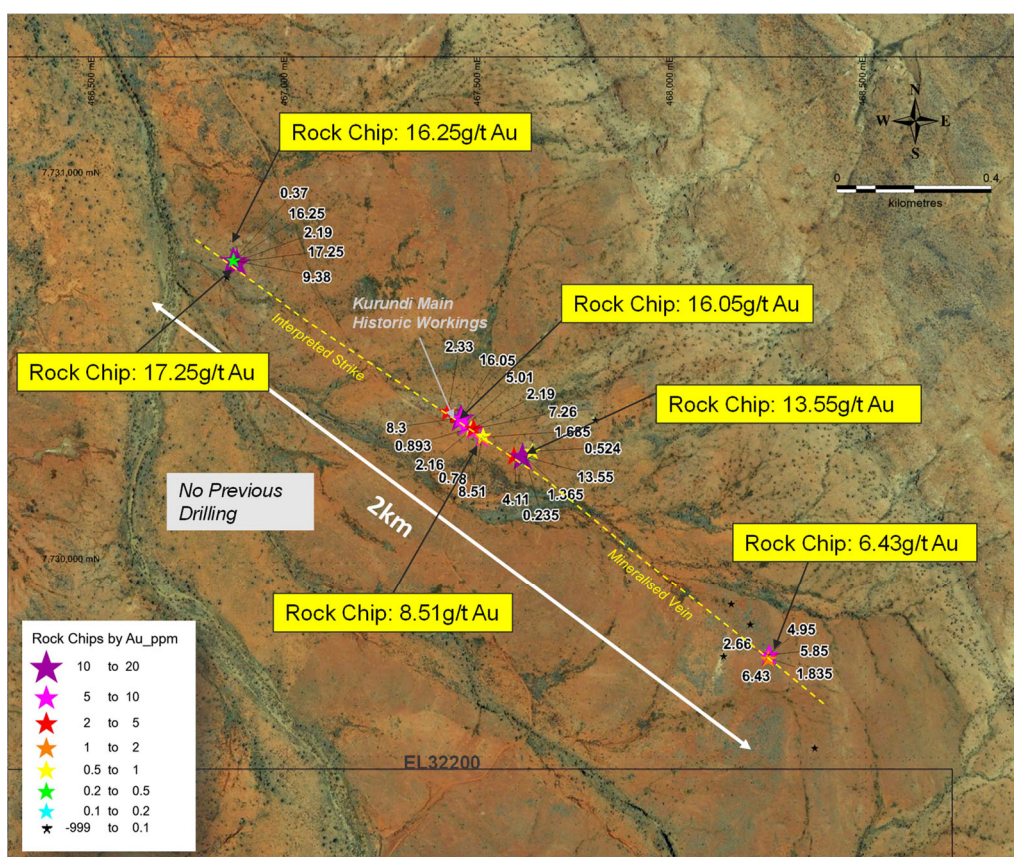 466,500 mE
467,000 mE
467,500 mE
468,000 mE
468,500 mE
N
W E
S
0 0.4
kilometres
Rock Chip: 16.25g/t Au
7,731,000 mN
0.37
16.25
2.19
17.25
9.38
Kurundi Main
Historic Workings
Interpreted Strike
Rock Chip: 16.05g/t Au
2.33
16.05
5.01
2.19
7.26
1.685
0.524
13.55
Rock Chip: 17.25g/t Au
Rock Chip: 13.55g/t Au
8.3
0.893
2.16
0.78
8.51
4.11
1.365
0.235
No Previous
Drilling
2km
7,730,000 mN
Mineralised Vein
Rock Chip: 6.43g/t Au
Rock Chip: 8.51g/t Au
4.95
2.66
5.85
6.43
1.835
EL32200
Rock Chips by Au_ppm
10 to 20
5 to 10
2 to 5
1 to 2
0.5 to 1
0.2 to 0.5
0.1 to 0.2
-999 to 0.1